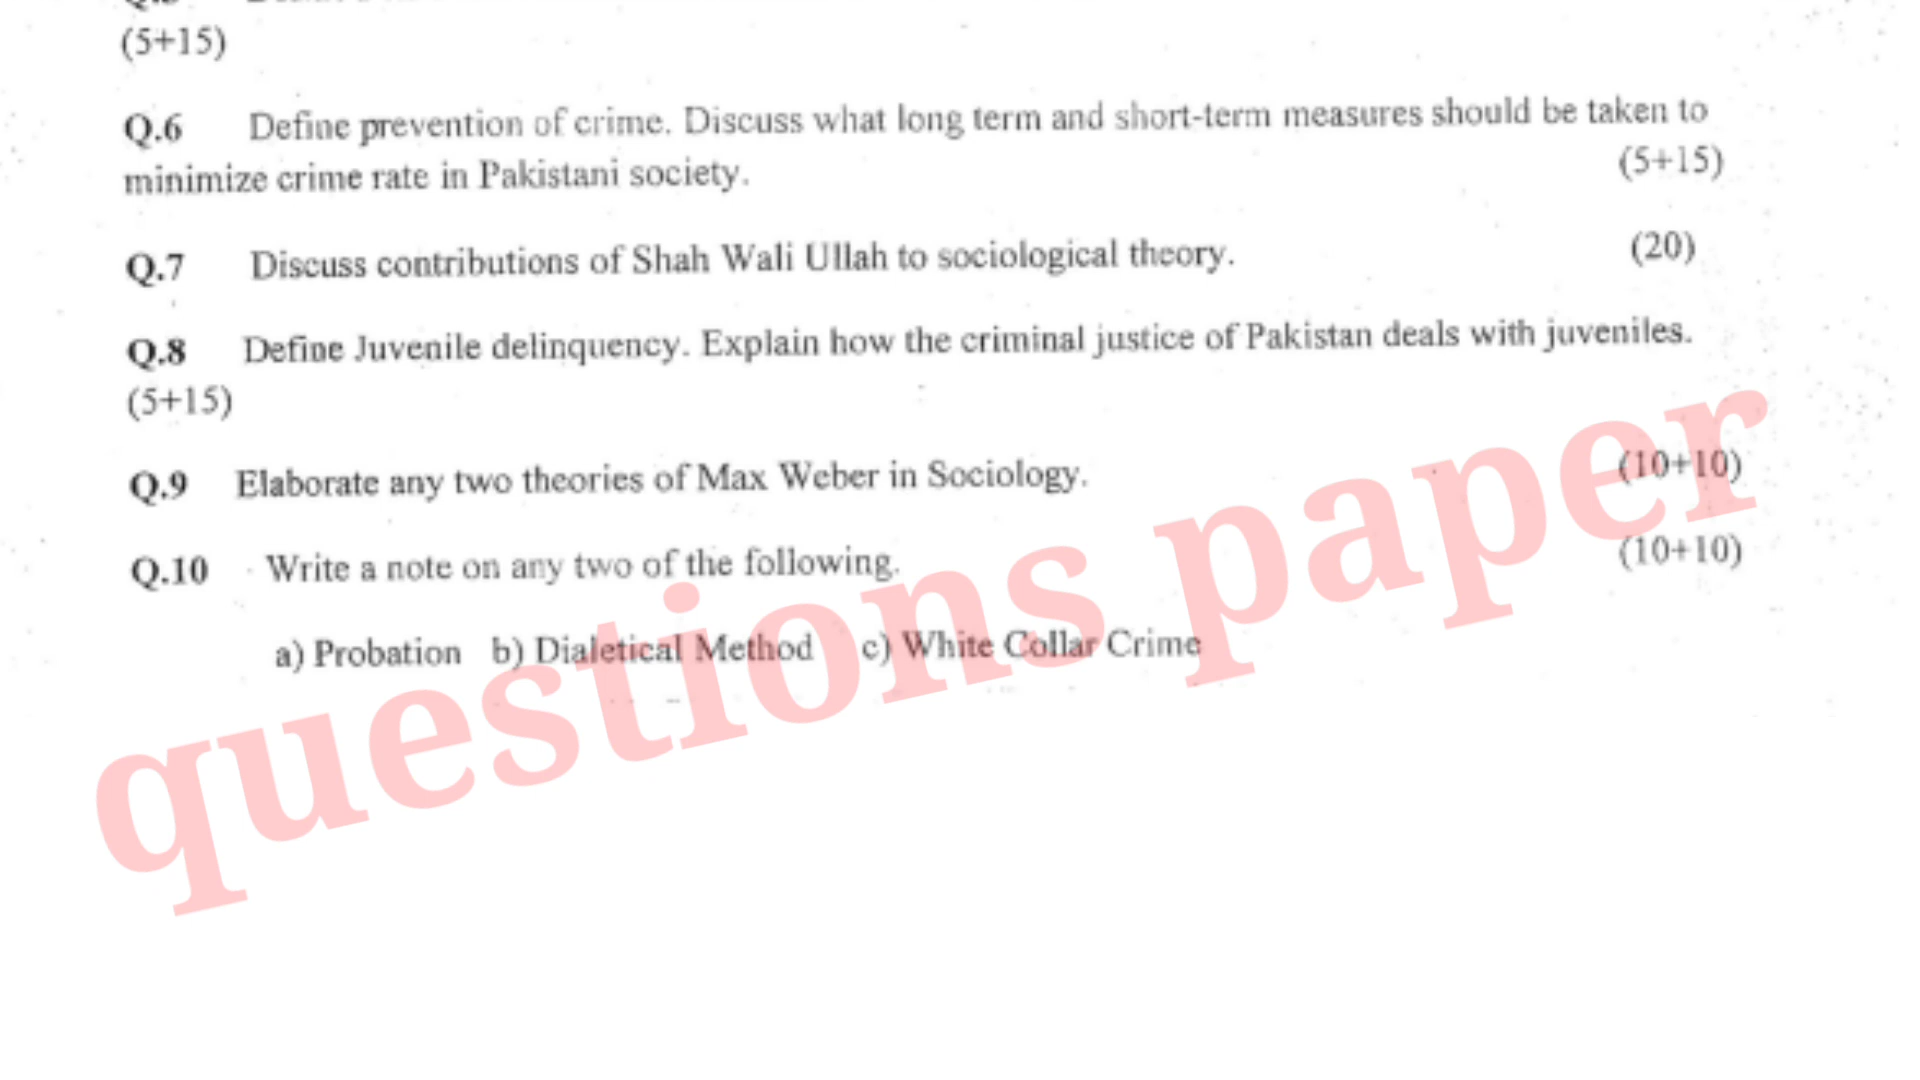 (5+15)
Q.6 Define prevention of crime. Discuss what long term and short-term measures should be taken to
minimize crime rate in Pakistani society. (5+15)
Q.7 Discuss contributions of Shah Wali Ullah to sociological theory. (20)
Q.8 Define Juvenile delinquency. Explain how the criminal justice of Pakistan deals with juveniles.
(5+15)
Q.9 Elaborate any two theories of Max Weber in Sociology. (10+10)
Q.10 Write a note on any two of the following. (10+10)
a) Probation b) Dialetical Method c) White Collar Crime
questions paper